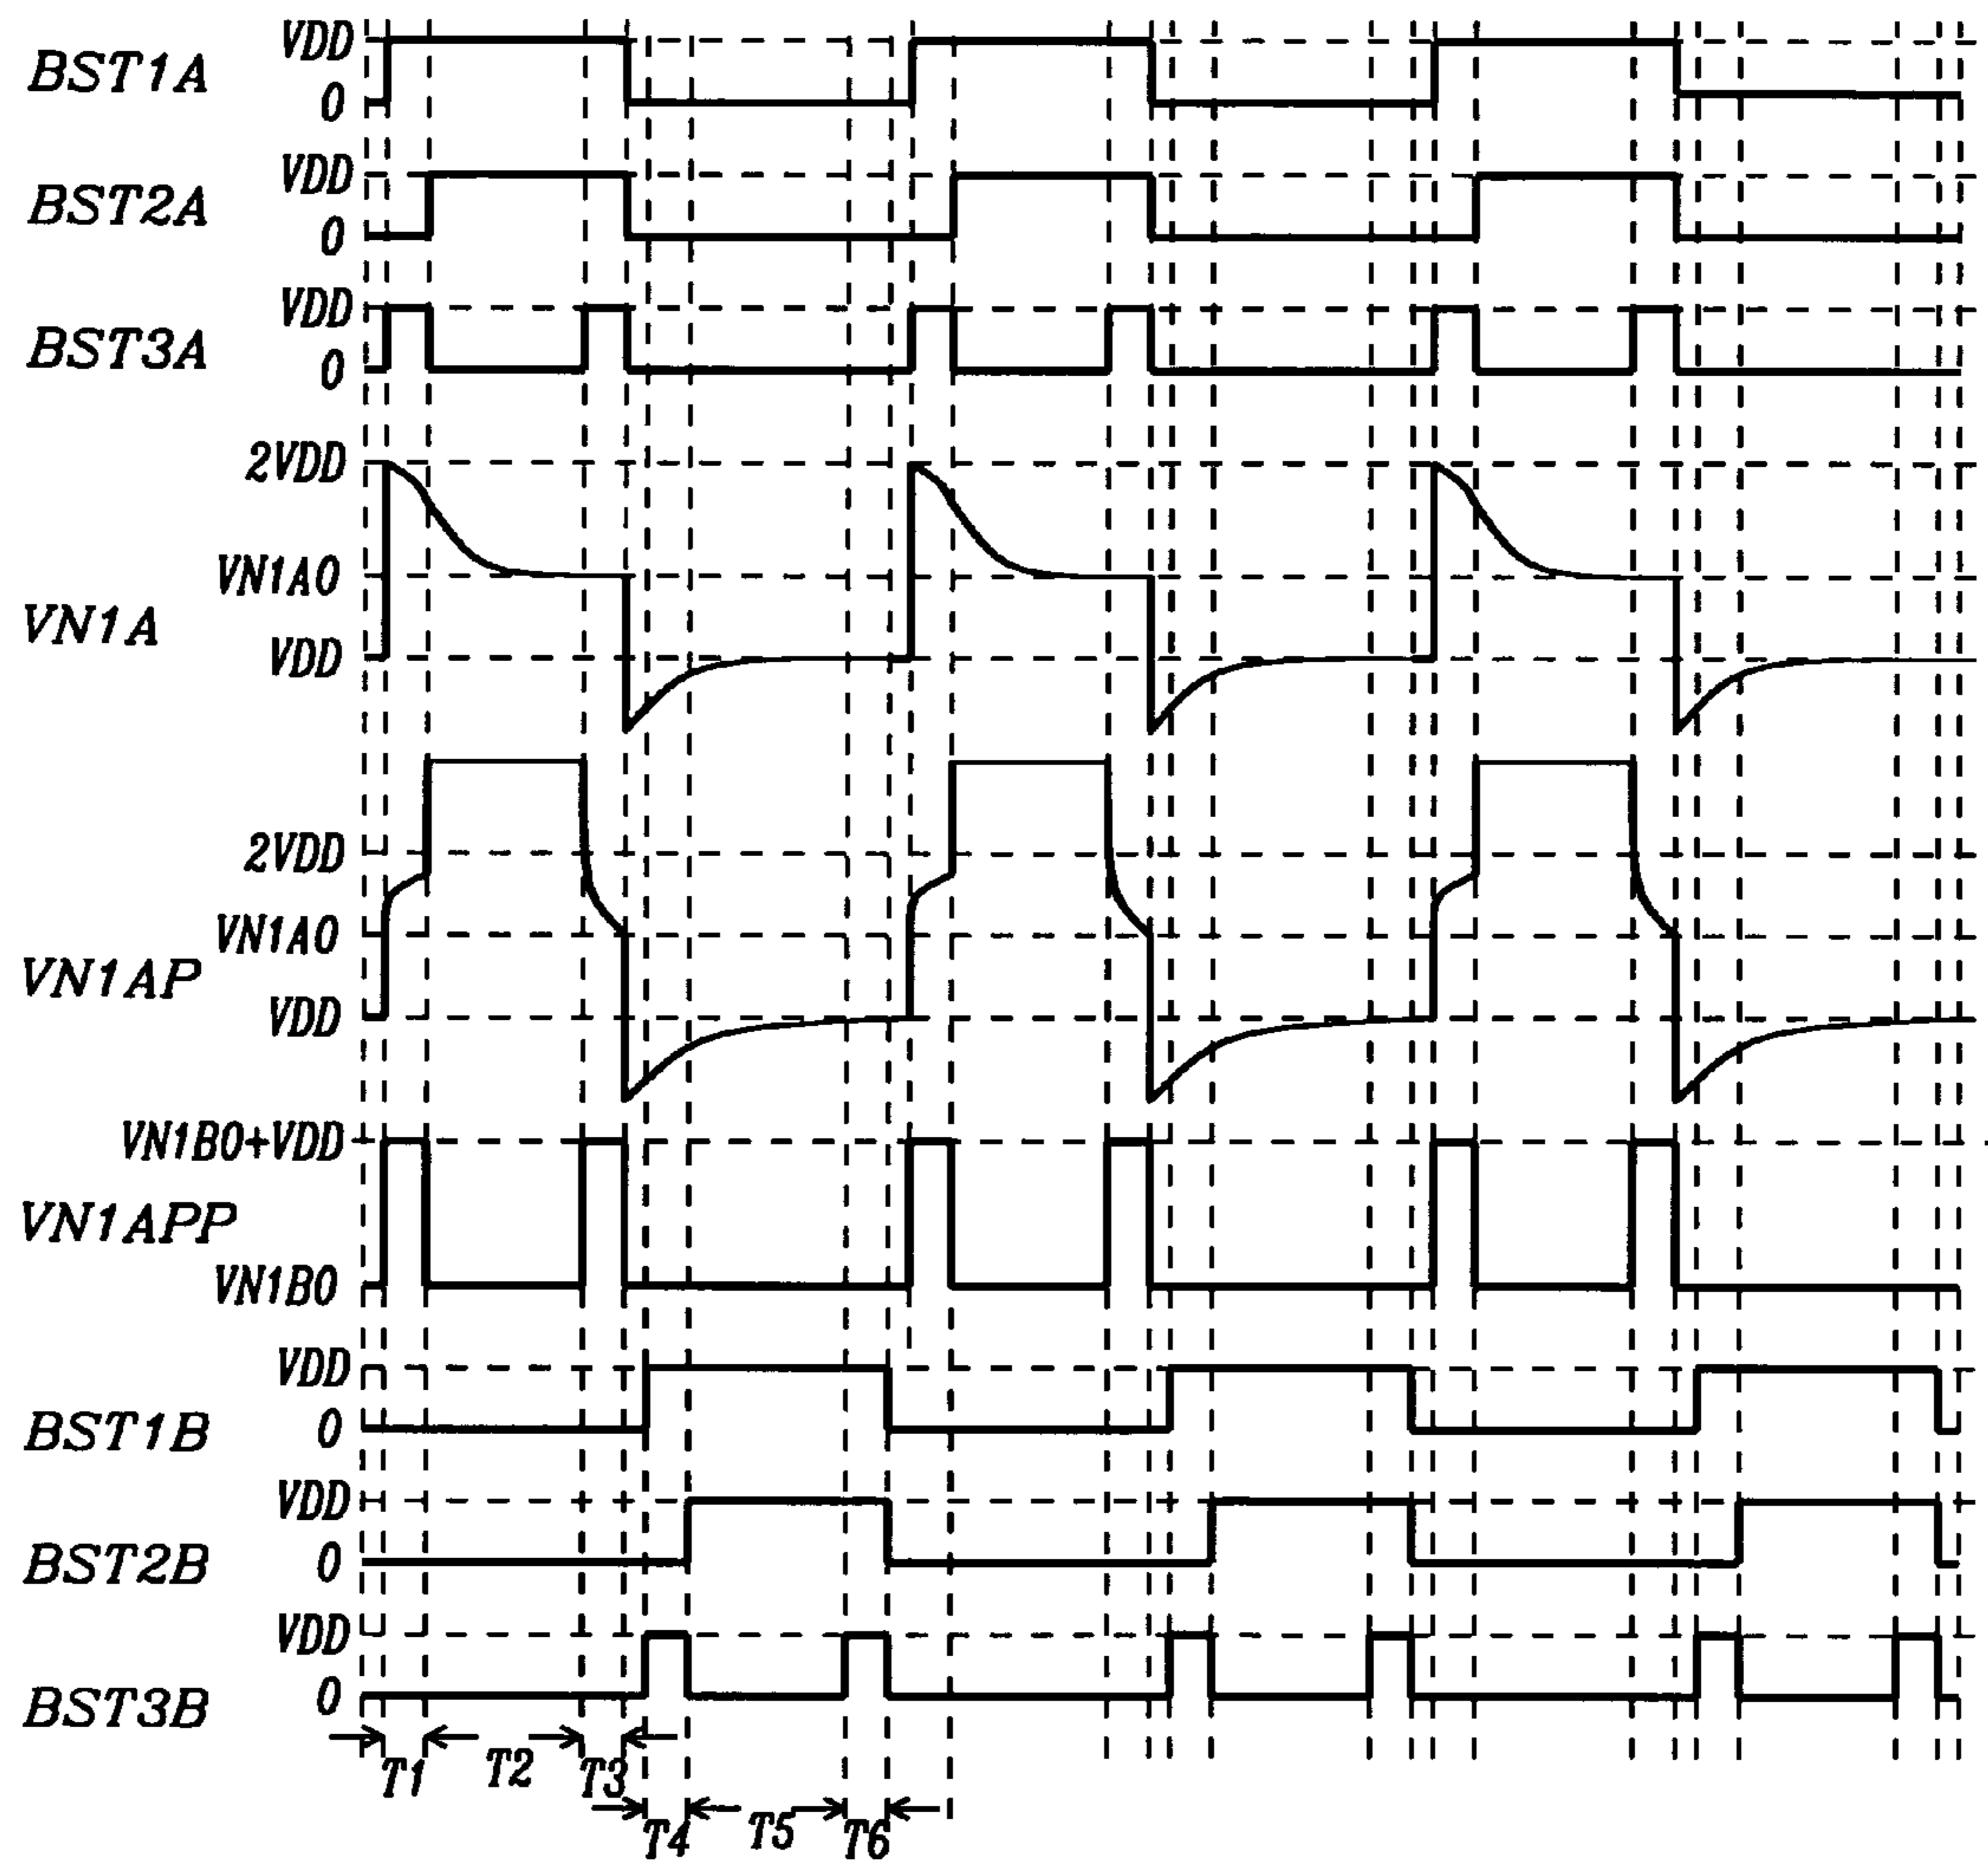 VDD
BST1A
0
VDD
BST2A
0
VDD
BST3A
0
2VDD
VN1A0
VN1A
VDD
2VDD
VN1A0
VN1AP
VDD
VN1B0+VDD
VN1APP
VN1B0
VDD
BST1B
0
VDD
BST2B
0
VDD
BST3B
0
T1 T2 T3
T4 T5 T6